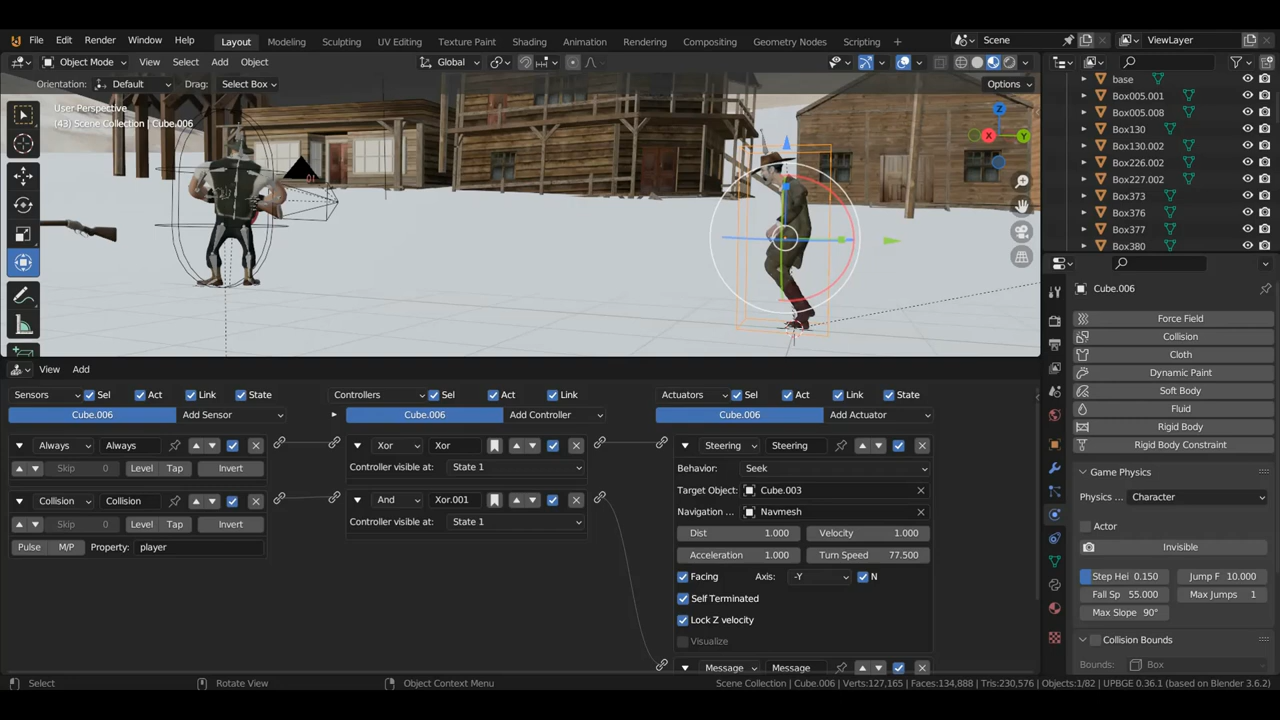 File Edit Render Window Help Layout Modeling Sculpting UV Editing Texture Paint Shading Animation Rendering Compositing Geometry Nodes Scripting + Scene ViewLayer
Object Mode View Select Add Object Global
Orientation: Default Drag: Select Box Options
User Perspective
(43) Scene Collection | Cube.006
Z
X Y
base
Box005.001
Box005.008
Box130
Box130.002
Box226.002
Box227.002
Box373
Box376
Box377
Box380
View Add
Sensors Sel Act Link State Controllers Sel Act Link Actuators Sel Act Link State
Cube.006 Add Sensor Cube.006 Add Controller Cube.006 Add Actuator
Always Always Xor Xor Steering Steering
Skip 0 Level Tap Invert Controller visible at: State 1 Behavior: Seek
Collision Collision And Xor.001 Target Object: Cube.003
Skip 0 Level Tap Invert Controller visible at: State 1 Navigation ... Navmesh
Pulse M/P Property: player Dist 1.000 Velocity 1.000
Acceleration 1.000 Turn Speed 77.500
Facing Axis: -Y N
Self Terminated
Lock Z velocity
Visualize
Message Message
Cube.006
Force Field
Collision
Cloth
Dynamic Paint
Soft Body
Fluid
Rigid Body
Rigid Body Constraint
Game Physics
Physics ... Character
Actor
Invisible
Step Hei 0.150 Jump F 10.000
Fall Sp 55.000 Max Jumps 1
Max Slope 90°
Collision Bounds
Bounds: Box
Select Rotate View Object Context Menu Scene Collection | Cube.006 | Verts:127,165 | Faces:134,888 | Tris:230,576 | Objects:1/82 | UPBGE 0.36.1 (based on Blender 3.6.2)